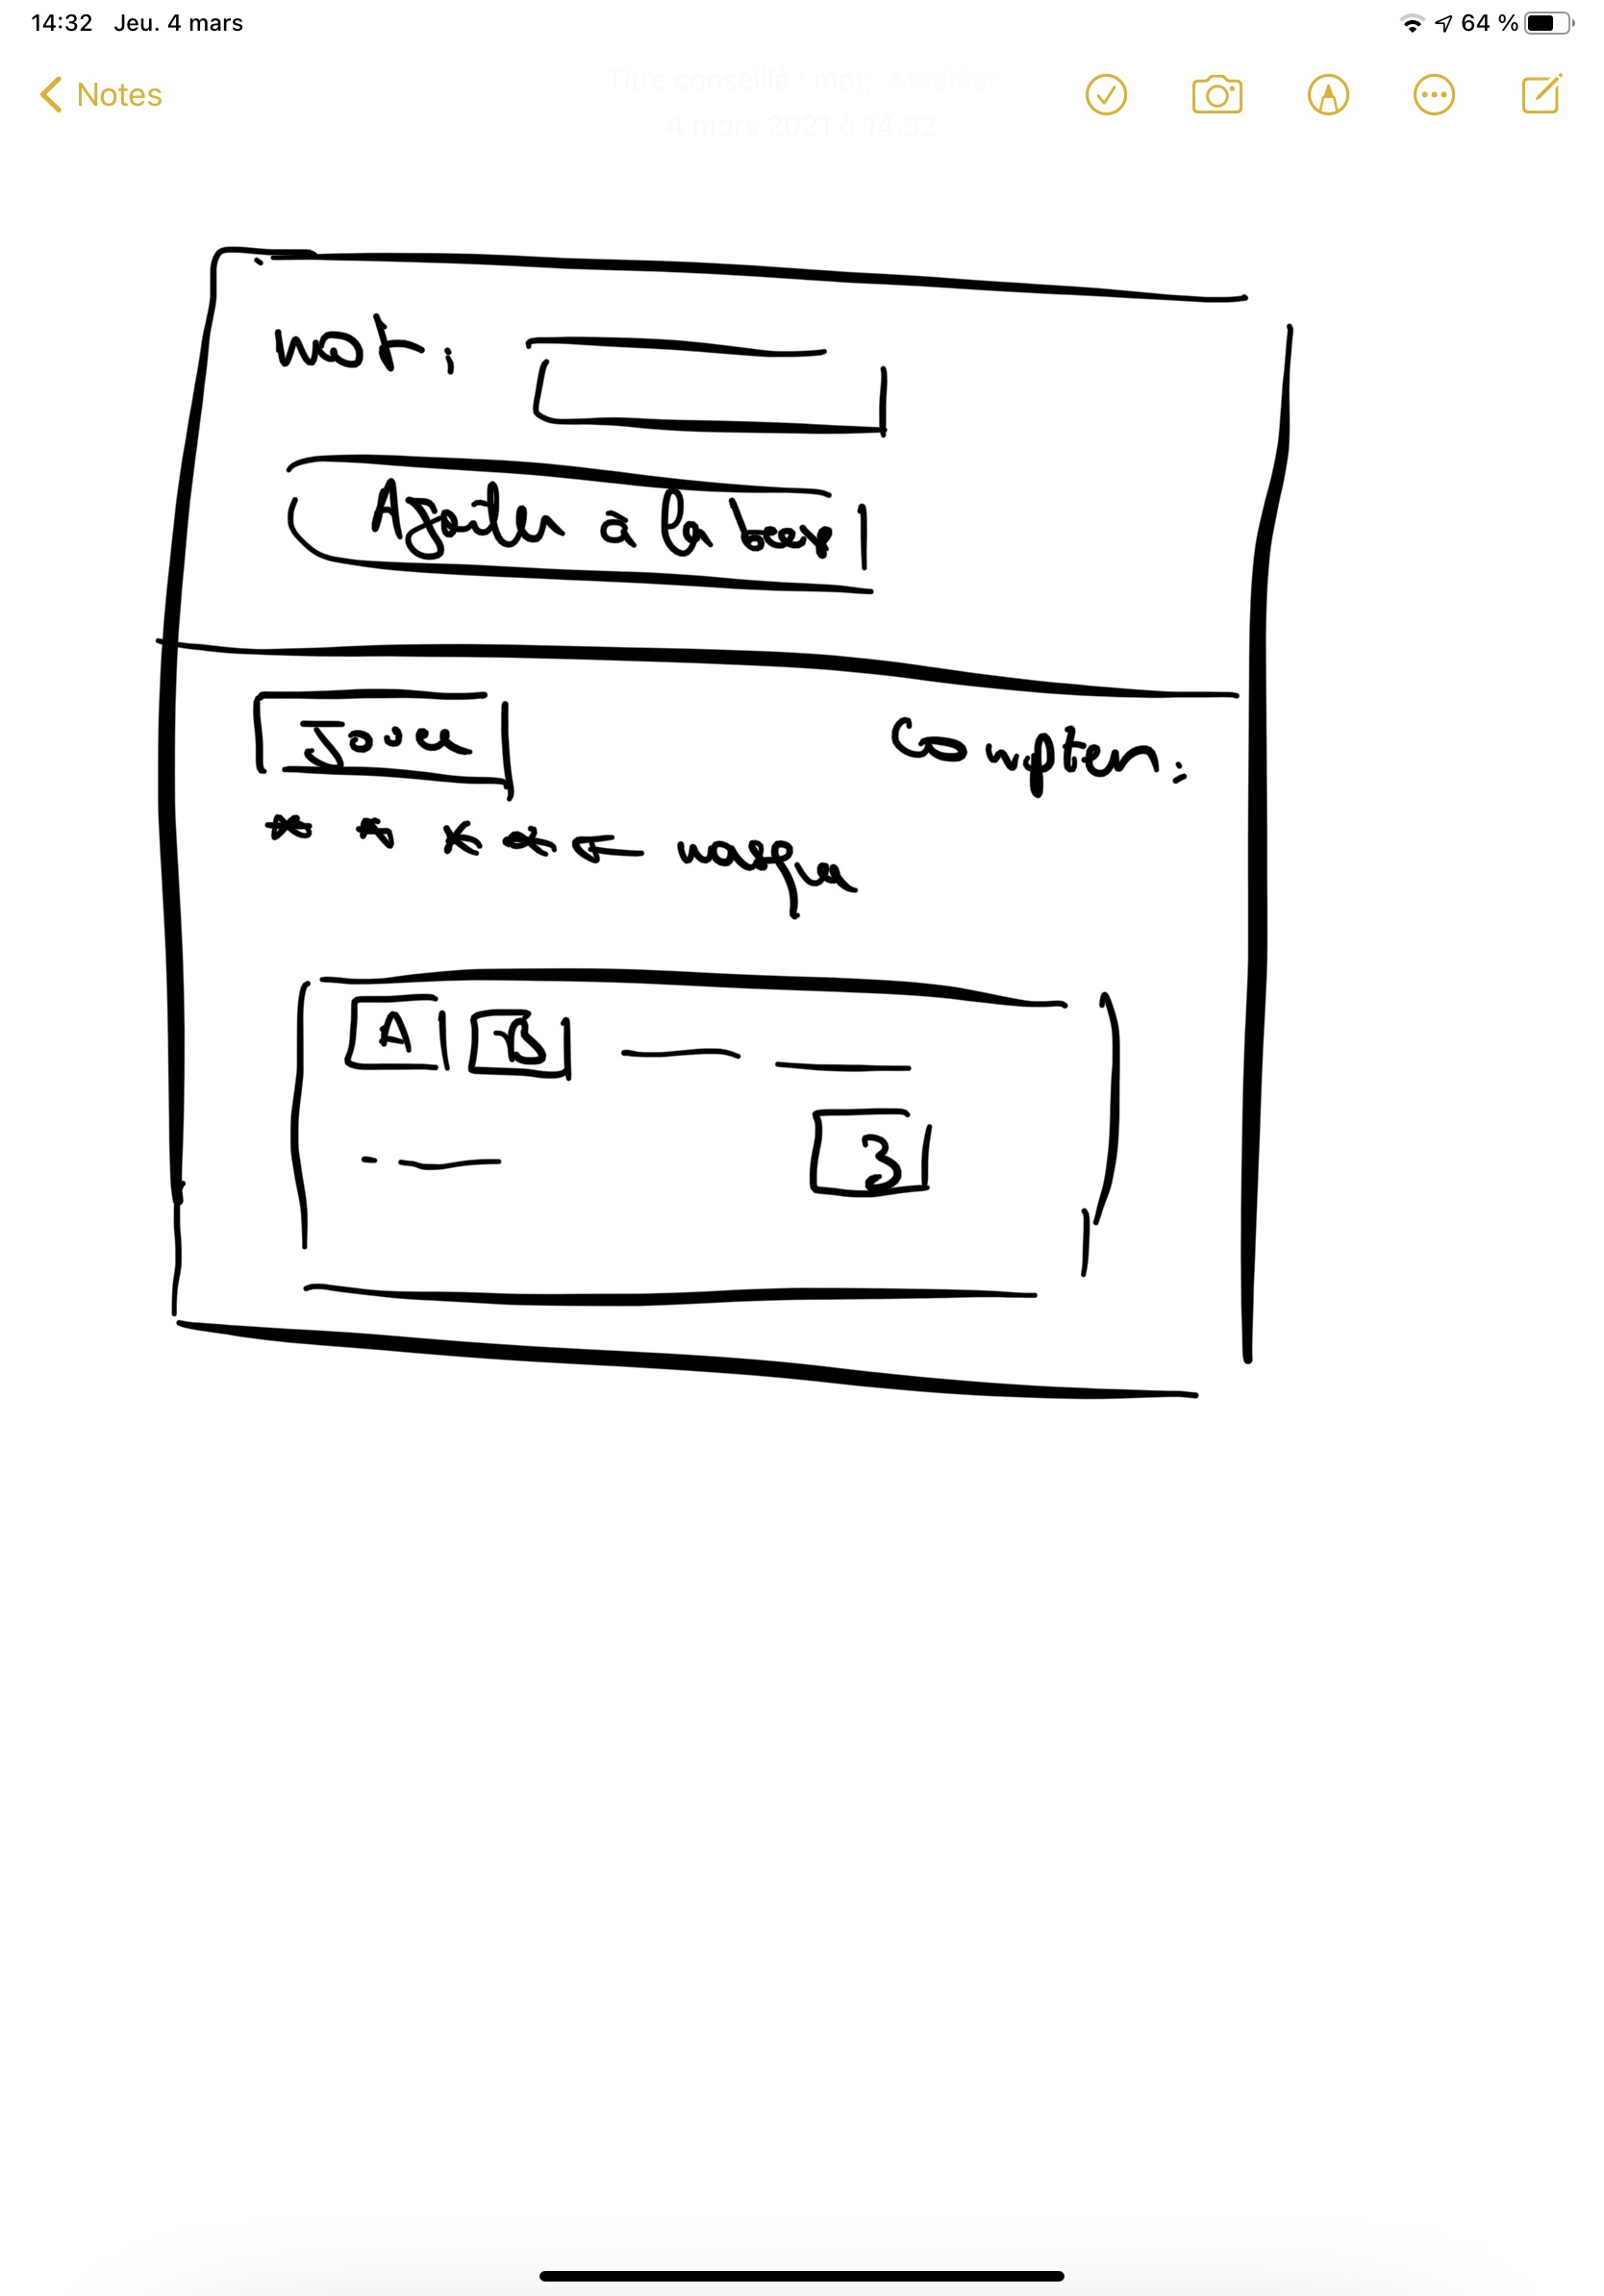 14:32 Jeu. 4 mars 64 %
Notes
Titre conseillé : mot; Modifier
4 mars 2021 à 14:32
mot :
Ajouter à la base
Jouer
Compteur :
* * * * ← masque
A B
Z